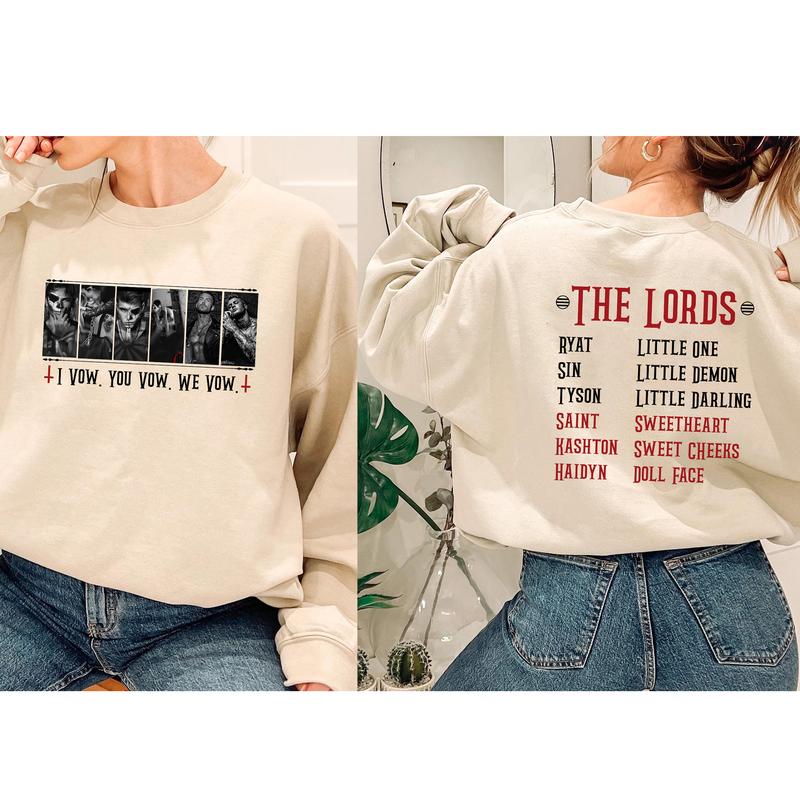 I VOW. YOU VOW. WE VOW.
THE LORDS
RYAT LITTLE ONE
SIN LITTLE DEMON
TYSON LITTLE DARLING
SAINT SWEETHEART
KASHTON SWEET CHEEKS
HAIDYN DOLL FACE